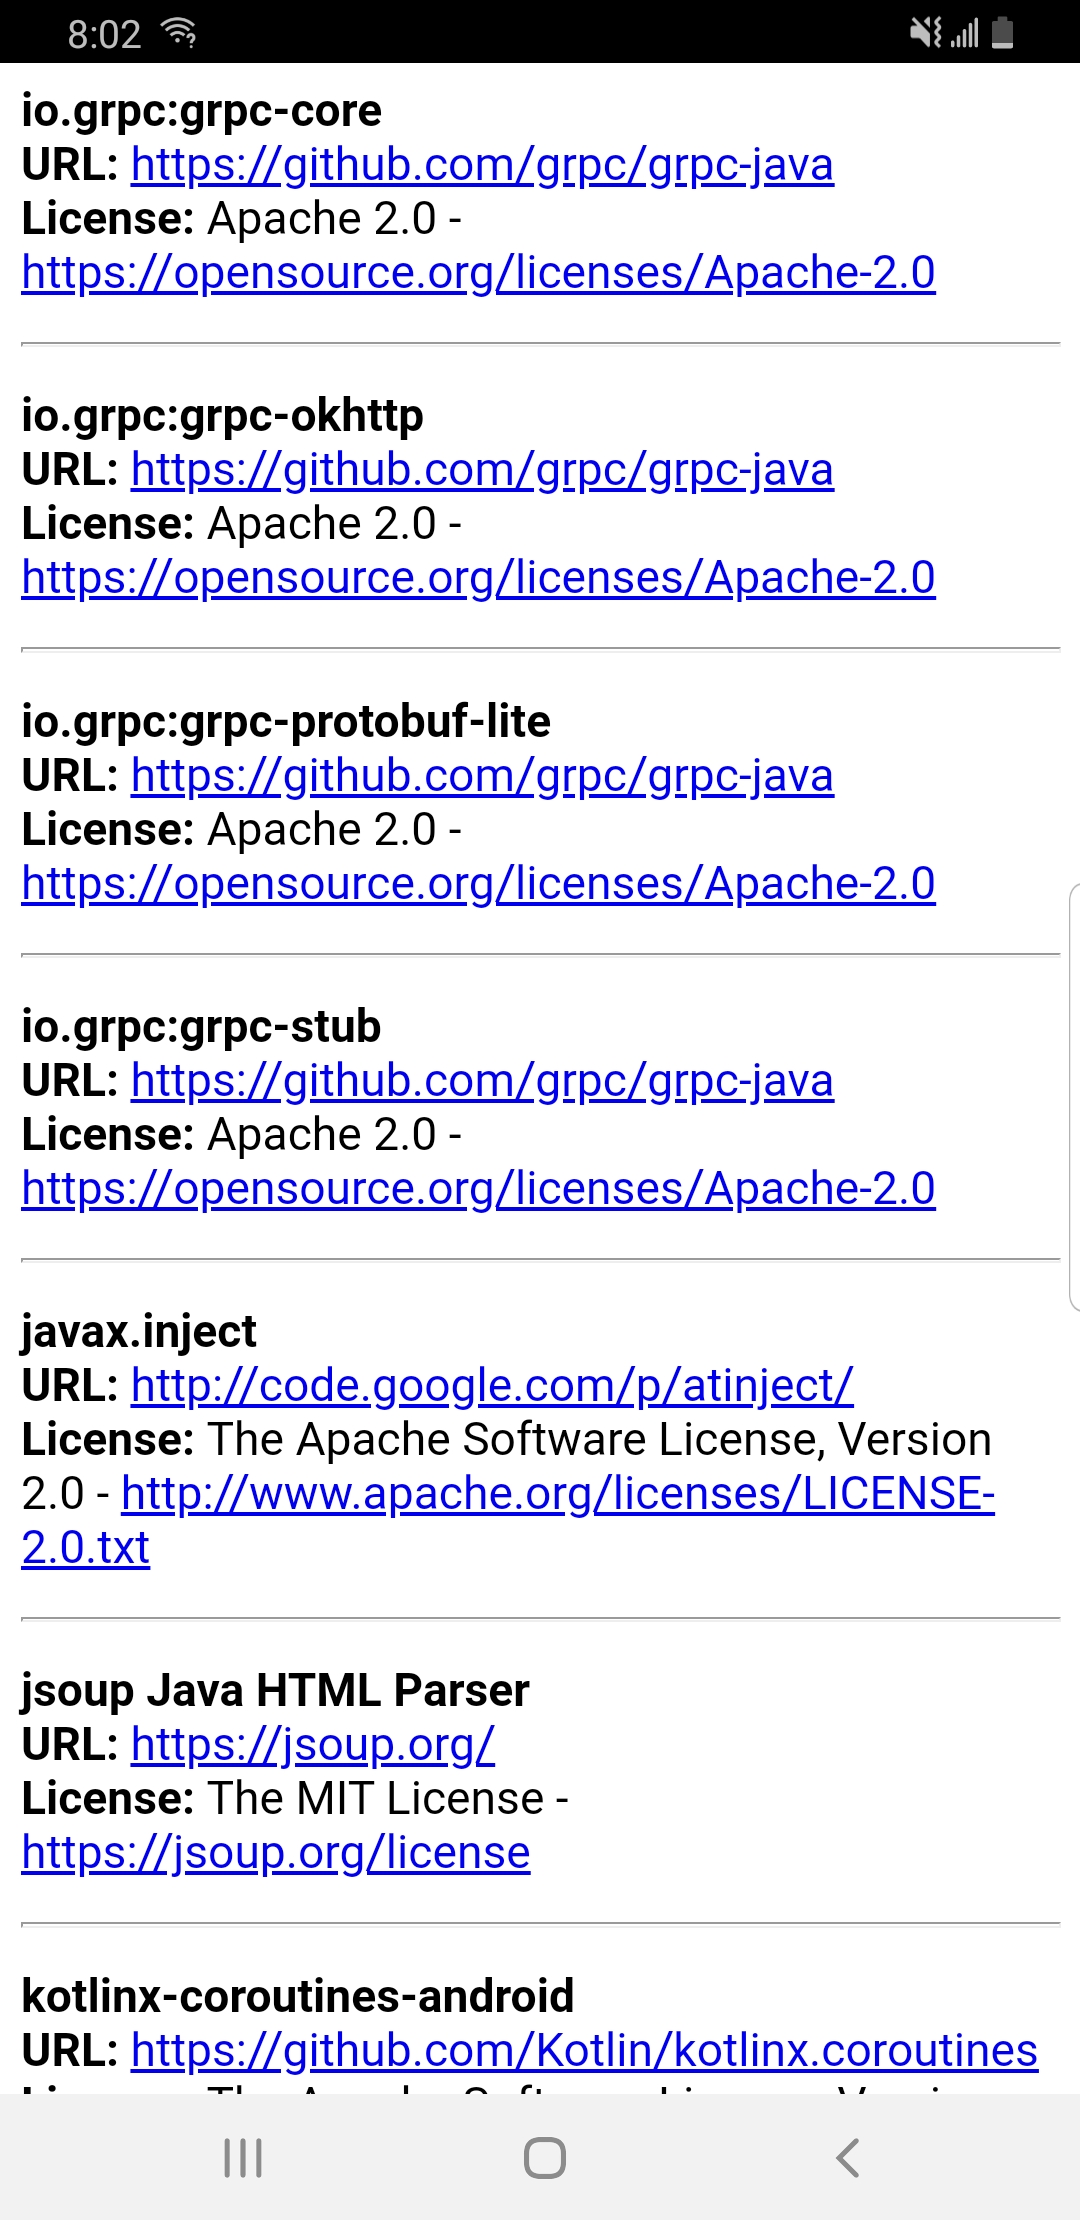 8:02
io.grpc:grpc-core
URL: https://github.com/grpc/grpc-java
License: Apache 2.0 -
https://opensource.org/licenses/Apache-2.0
io.grpc:grpc-okhttp
URL: https://github.com/grpc/grpc-java
License: Apache 2.0 -
https://opensource.org/licenses/Apache-2.0
io.grpc:grpc-protobuf-lite
URL: https://github.com/grpc/grpc-java
License: Apache 2.0 -
https://opensource.org/licenses/Apache-2.0
io.grpc:grpc-stub
URL: https://github.com/grpc/grpc-java
License: Apache 2.0 -
https://opensource.org/licenses/Apache-2.0
javax.inject
URL: http://code.google.com/p/atinject/
License: The Apache Software License, Version
2.0 - http://www.apache.org/licenses/LICENSE-
2.0.txt
jsoup Java HTML Parser
URL: https://jsoup.org/
License: The MIT License -
https://jsoup.org/license
kotlinx-coroutines-android
URL: https://github.com/Kotlin/kotlinx.coroutines